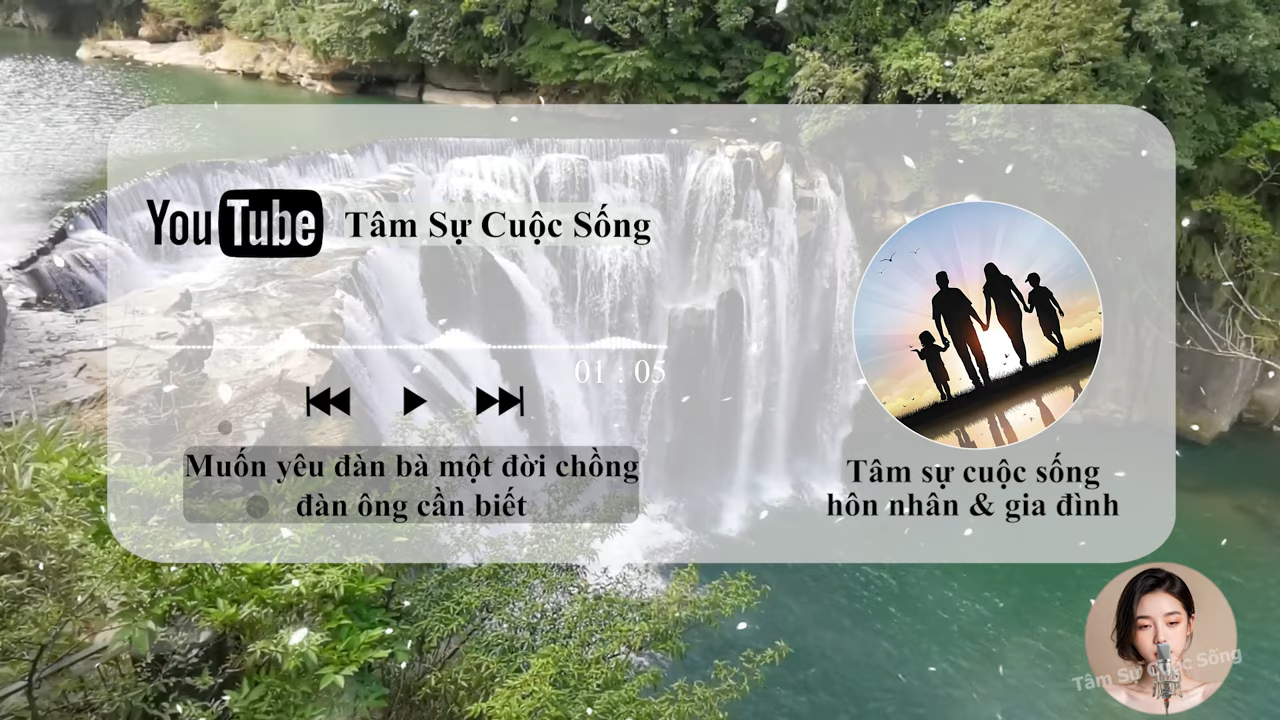 YouTube Tâm Sự Cuộc Sống
01 : 05
Muốn yêu đàn bà một đời chồng
đàn ông cần biết
Tâm sự cuộc sống
hôn nhân & gia đình
Tâm Sự Cuộc Sống